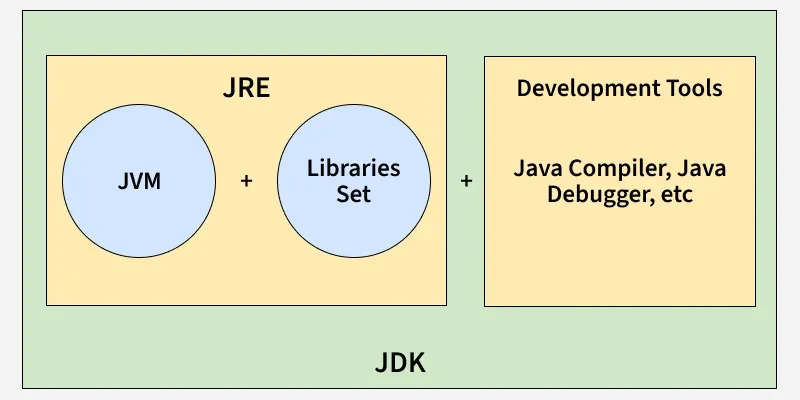 JRE
JVM
+
Libraries
Set
+
Development Tools
Java Compiler, Java
Debugger, etc
JDK